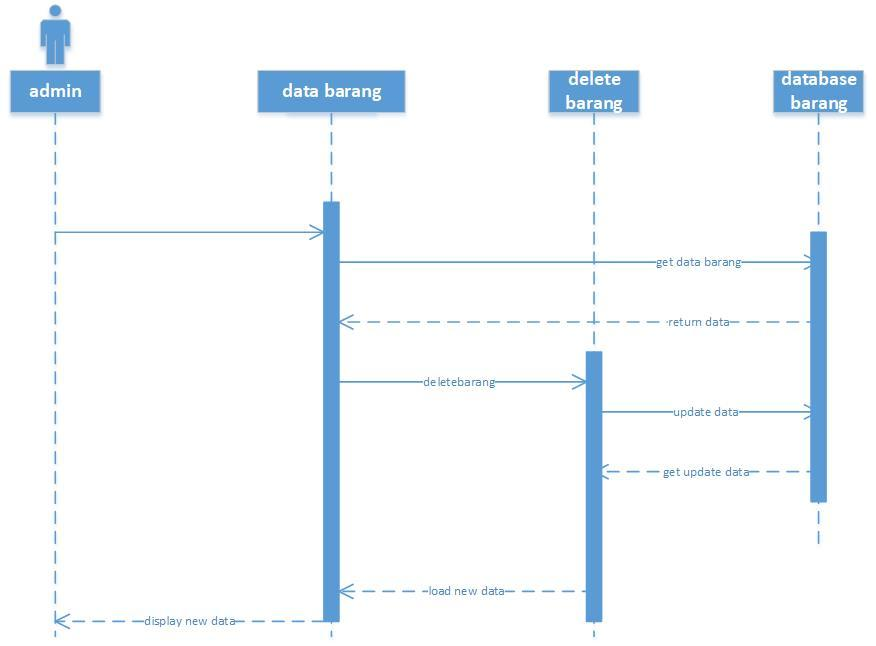 admin
data barang
delete
barang
database
barang
get data barang
return data
deletebarang
update data
get update data
load new data
display new data